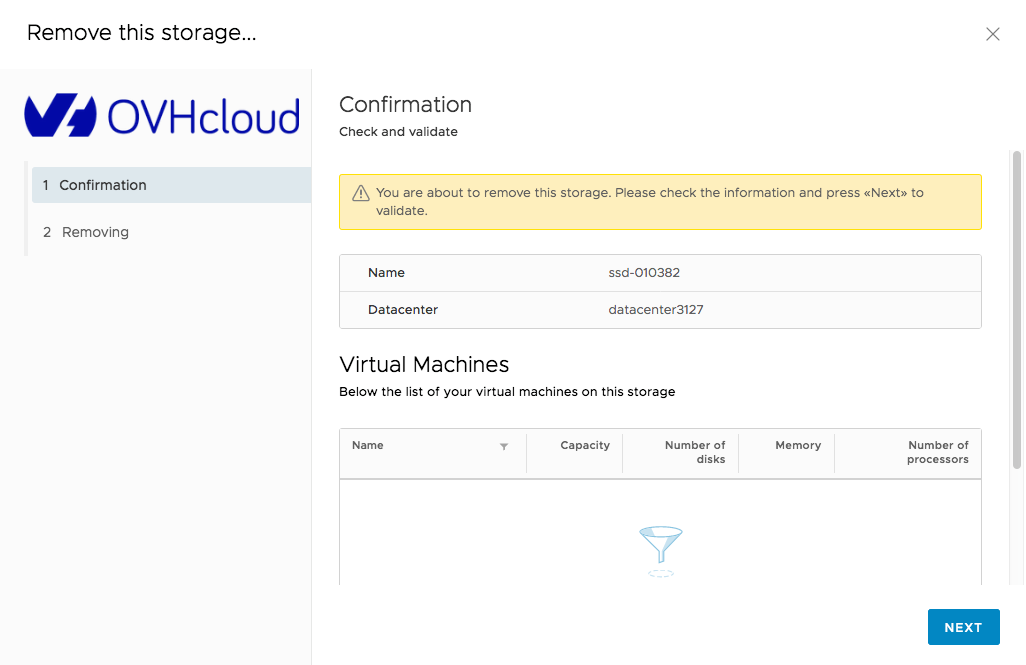 Remove this storage...
OVHcloud
1 Confirmation
2 Removing
Confirmation
Check and validate
You are about to remove this storage. Please check the information and press «Next» to
validate.
Name ssd-010382
Datacenter datacenter3127
Virtual Machines
Below the list of your virtual machines on this storage
Name Capacity Number of disks Memory Number of processors
NEXT